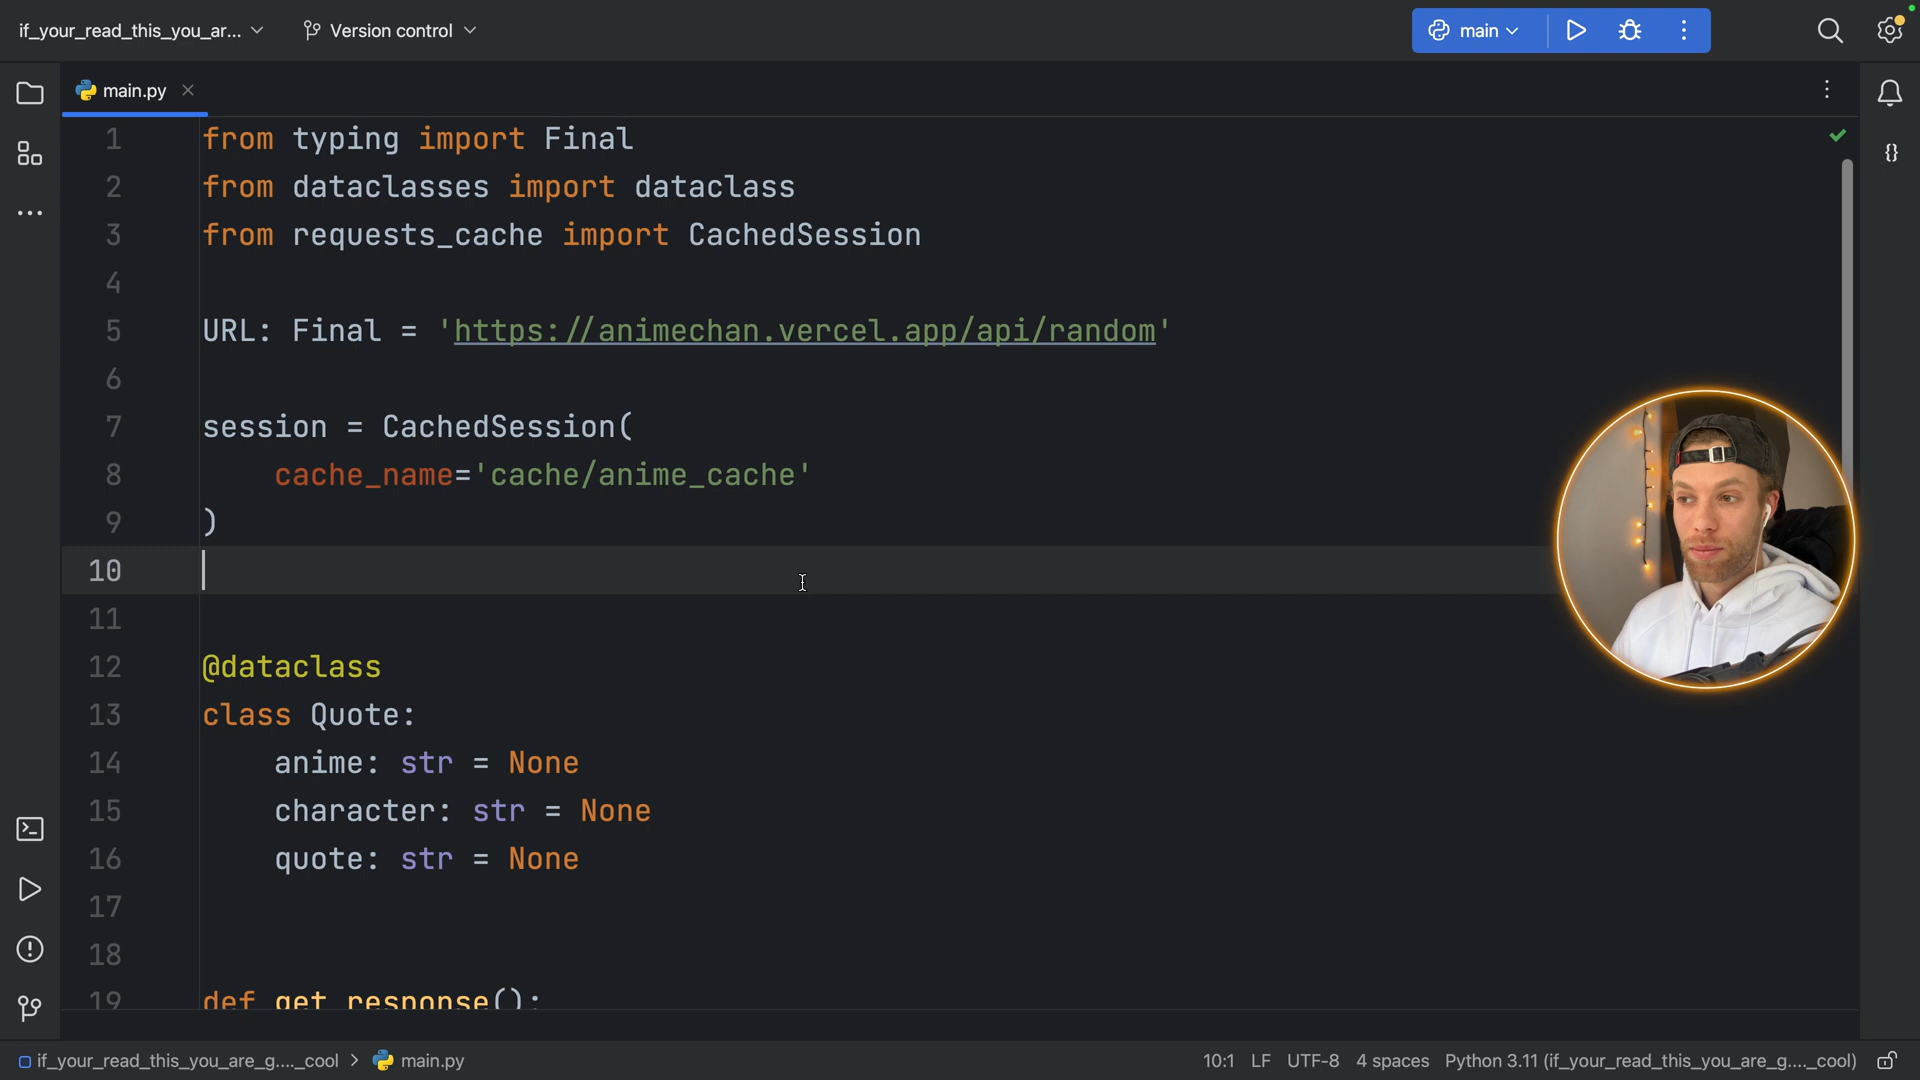 if_your_read_this_you_ar...
Version control
main
main.py
1 from typing import Final
2 from dataclasses import dataclass
3 from requests_cache import CachedSession
4
5 URL: Final = 'https://animechan.vercel.app/api/random'
6
7 session = CachedSession(
8     cache_name='cache/anime_cache'
9 )
10
11
12 @dataclass
13 class Quote:
14     anime: str = None
15     character: str = None
16     quote: str = None
17
18
19 def get_response():
if_your_read_this_you_are_g...._cool > main.py
10:1 LF UTF-8 4 spaces Python 3.11 (if_your_read_this_you_are_g...._cool)